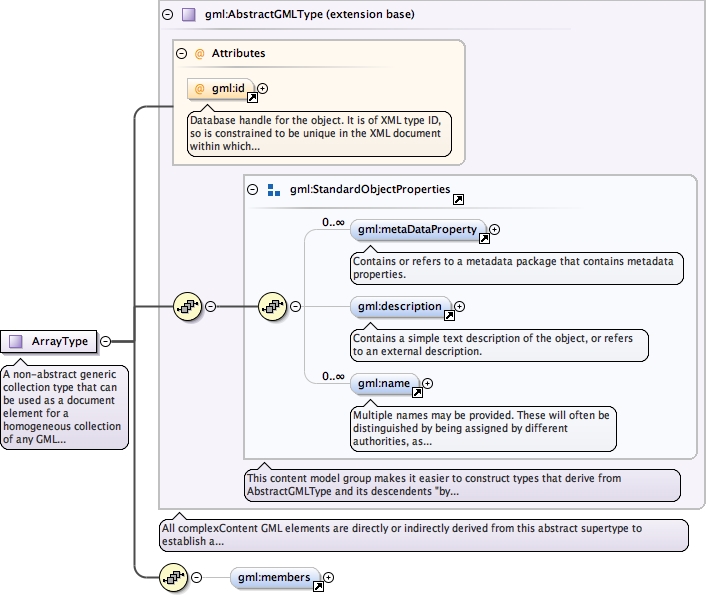 gml:AbstractGMLType (extension base)
@ Attributes
@ gml:id
Database handle for the object. It is of XML type ID,
so is constrained to be unique in the XML document
within which...
gml:StandardObjectProperties
0..∞
gml:metaDataProperty
Contains or refers to a metadata package that contains metadata
properties.
gml:description
Contains a simple text description of the object, or refers
to an external description.
0..∞
gml:name
Multiple names may be provided. These will often be
distinguished by being assigned by different
authorities, as...
This content model group makes it easier to construct types that derive from
AbstractGMLType and its descendents "by...
All complexContent GML elements are directly or indirectly derived from this abstract supertype to
establish a...
ArrayType
A non-abstract generic
collection type that can
be used as a document
element for a
homogeneous collection
of any GML...
gml:members